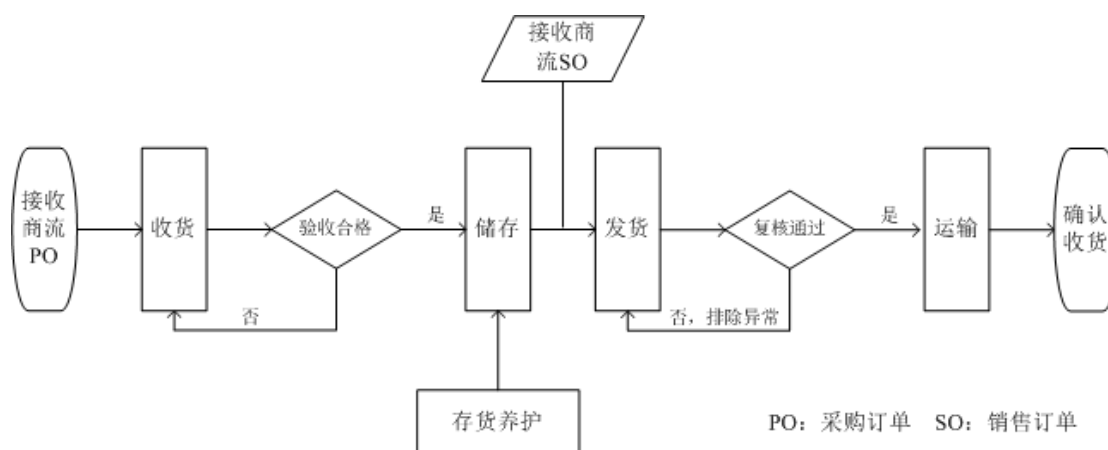 接收商
流SO
接收
商流
PO
收货
验收合格
是
储存
发货
复核通过
是
运输
确认
收货
否
否，排除异常
存货养护
PO：采购订单 SO：销售订单